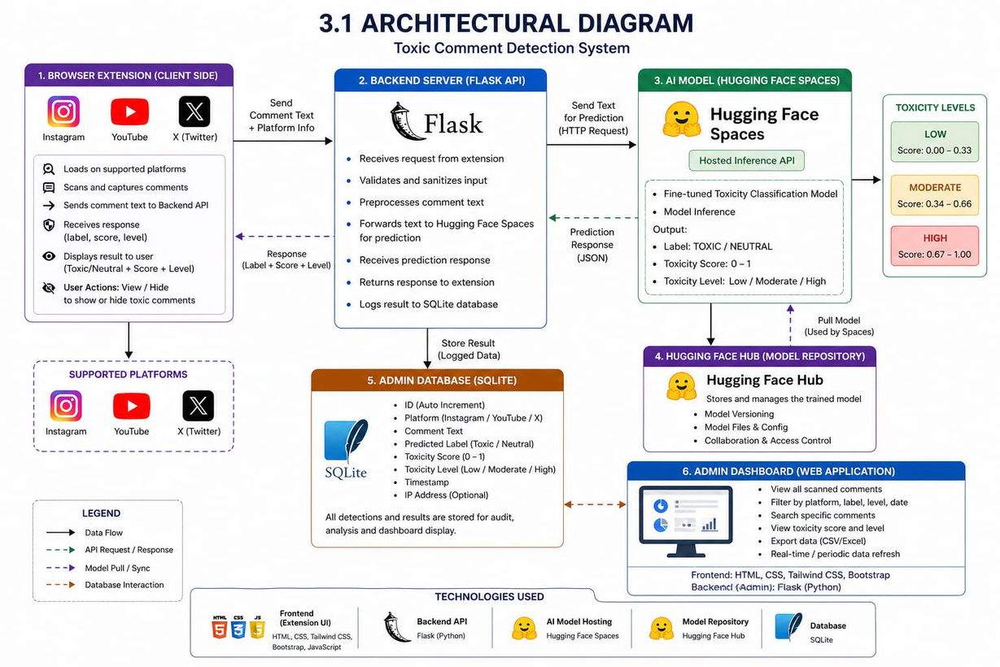 3.1 ARCHITECTURAL DIAGRAM
Toxic Comment Detection System
1. BROWSER EXTENSION (CLIENT SIDE)
Instagram
YouTube
X (Twitter)
Loads on supported platforms
Scans and captures comments
Sends comment text to Backend API
Receives response
(label, score, level)
Displays result to user
(Toxic/Neutral + Score + Level)
User Actions: View / Hide
to show or hide toxic comments
Send
Comment Text
+ Platform Info
Response
(Label + Score + Level)
2. BACKEND SERVER (FLASK API)
Flask
• Receives request from extension
• Validates and sanitizes input
• Preprocesses comment text
• Forwards text to Hugging Face Spaces
for prediction
• Receives prediction response
• Returns response to extension
• Logs result to SQLite database
Send Text
for Prediction
(HTTP Request)
Prediction
Response
(JSON)
3. AI MODEL (HUGGING FACE SPACES)
Hugging Face
Spaces
Hosted Inference API
• Fine-tuned Toxicity Classification Model
• Model Inference
Output:
• Label: TOXIC / NEUTRAL
• Toxicity Score: 0 – 1
• Toxicity Level: Low / Moderate / High
TOXICITY LEVELS
LOW
Score: 0.00 – 0.33
MODERATE
Score: 0.34 – 0.66
HIGH
Score: 0.67 – 1.00
SUPPORTED PLATFORMS
Instagram
YouTube
X (Twitter)
Store Result
(Logged Data)
Pull Model
(Used by Spaces)
4. HUGGING FACE HUB (MODEL REPOSITORY)
Hugging Face Hub
Stores and manages the trained model
• Model Versioning
• Model Files & Config
• Collaboration & Access Control
5. ADMIN DATABASE (SQLITE)
SQLite
• ID (Auto Increment)
• Platform (Instagram / YouTube / X)
• Comment Text
• Predicted Label (Toxic / Neutral)
• Toxicity Score (0 – 1)
• Toxicity Level (Low / Moderate / High)
• Timestamp
• IP Address (Optional)
All detections and results are stored for audit,
analysis and dashboard display.
6. ADMIN DASHBOARD (WEB APPLICATION)
• View all scanned comments
• Filter by platform, label, level, date
• Search specific comments
• View toxicity score and level
• Export data (CSV/Excel)
• Real-time / periodic data refresh
Frontend: HTML, CSS, Tailwind CSS, Bootstrap
Backend (Admin): Flask (Python)
LEGEND
Data Flow
API Request / Response
Model Pull / Sync
Database Interaction
TECHNOLOGIES USED
HTML
5
CSS
3
JS
5
Frontend
(Extension UI)
HTML, CSS, Tailwind CSS,
Bootstrap, JavaScript
Backend API
Flask (Python)
AI Model Hosting
Hugging Face Spaces
Model Repository
Hugging Face Hub
Database
SQLite